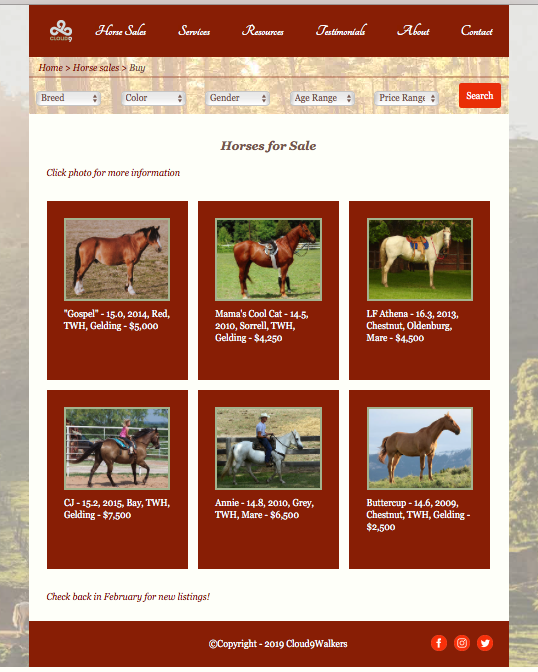 CLOUD9
Horse Sales
Services
Resources
Testimonials
About
Contact
Home > Horse sales > Buy
Breed
Color
Gender
Age Range
Price Range
Search
Horses for Sale
Click photo for more information
"Gospel" - 15.0, 2014, Red,
TWH, Gelding - $5,000
Mama's Cool Cat - 14.5,
2010, Sorrell, TWH,
Gelding - $4,250
LF Athena - 16.3, 2013,
Chestnut, Oldenburg,
Mare - $4,500
CJ - 15.2, 2015, Bay, TWH,
Gelding - $7,500
Annie - 14.8, 2010, Grey,
TWH, Mare - $6,500
Buttercup - 14.6, 2009,
Chestnut, TWH, Gelding -
$2,500
Check back in February for new listings!
©Copyright - 2019 Cloud9Walkers